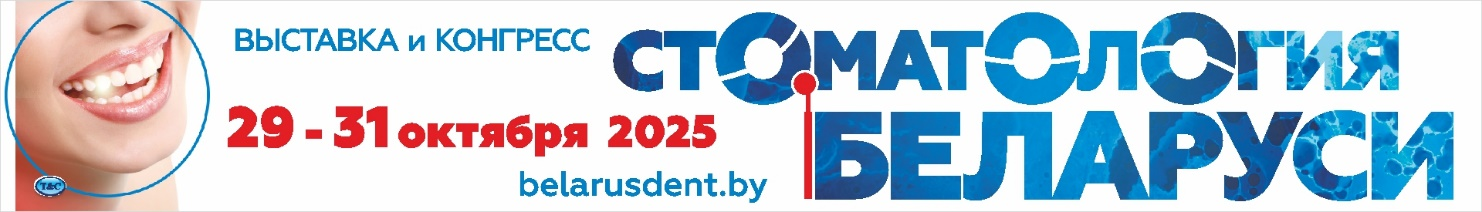 ВЫСТАВКА и КОНГРЕСС
СТОМАТОЛОГИЯ
БЕЛАРУСИ
29 - 31 октября 2025
belarusdent.by
T&C